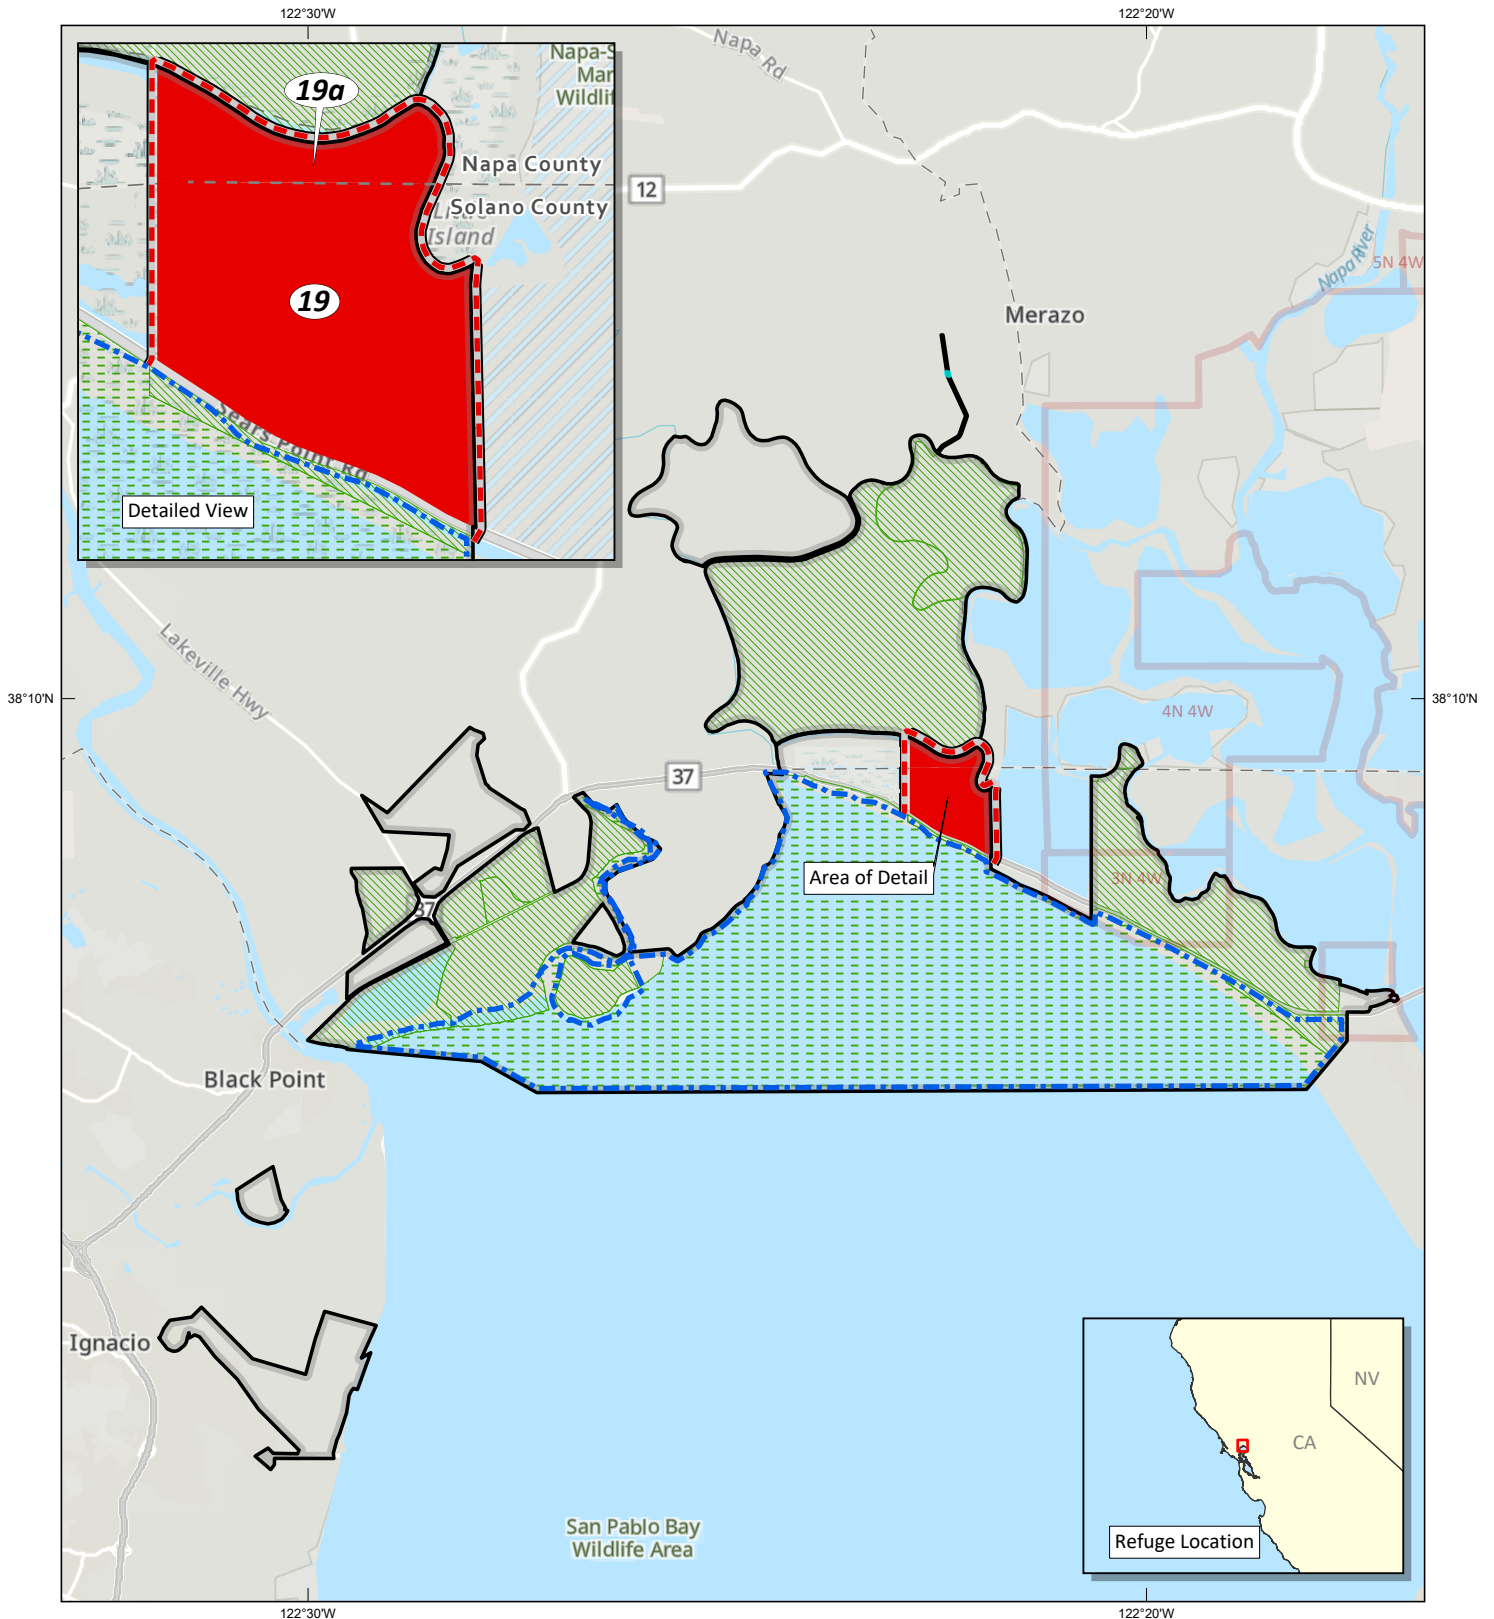 122°30'W
122°20'W
Napa Rd
Napa-S
Mar
Wildlif
19a
Napa County
Solano County
Little
Island
12
19
Napa River
5N 4W
Merazo
Sears Point Rd
Detailed View
Lakeville Hwy
38°10'N
38°10'N
4N 4W
37
Area of Detail
3N 4W
37
Black Point
Ignacio
NV
CA
San Pablo Bay
Wildlife Area
Refuge Location
122°30'W
122°20'W